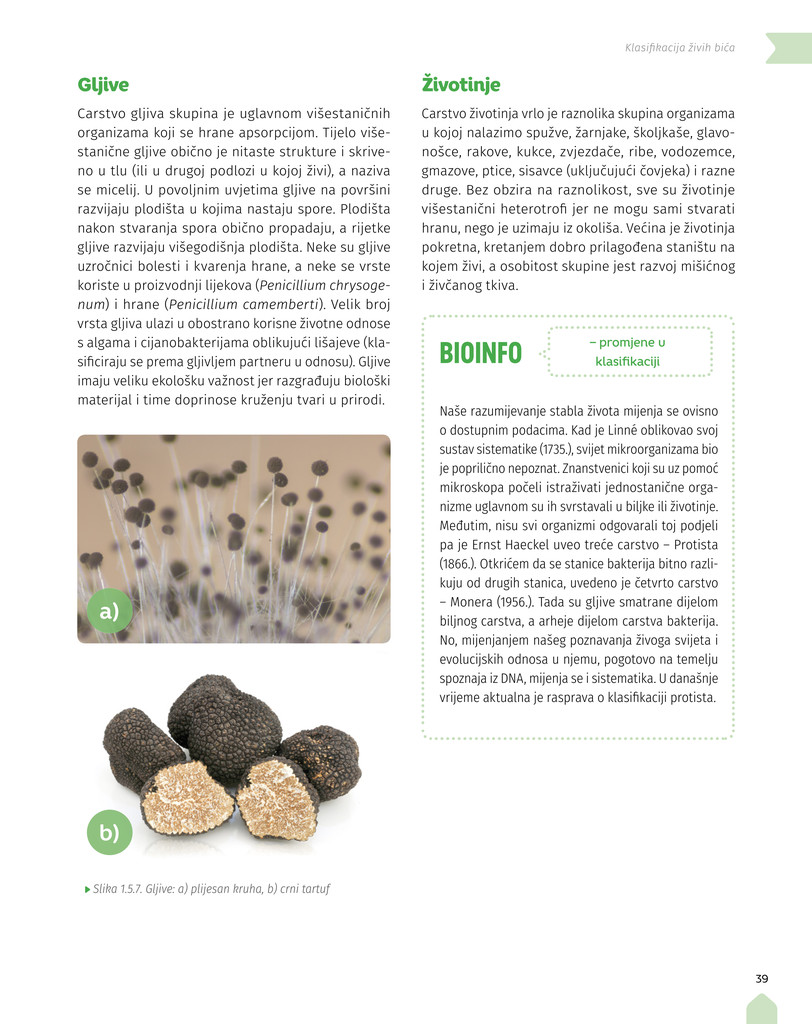 Klasifikacija živih bića
Gljive
Carstvo gljiva skupina je uglavnom višestaničnih
organizama koji se hrane apsorpcijom. Tijelo više-
stanične gljive obično je nitaste strukture i skrive-
no u tlu (ili u drugoj podlozi u kojoj živi), a naziva
se micelij. U povoljnim uvjetima gljive na površini
razvijaju plodišta u kojima nastaju spore. Plodišta
nakon stvaranja spora obično propadaju, a rijetke
gljive razvijaju višegodišnja plodišta. Neke su gljive
uzročnici bolesti i kvarenja hrane, a neke se vrste
koriste u proizvodnji lijekova (Penicillium chrysoge-
num) i hrane (Penicillium camemberti). Velik broj
vrsta gljiva ulazi u obostrano korisne životne odnose
s algama i cijanobakterijama oblikujući lišajeve (kla-
sificiraju se prema gljivljem partneru u odnosu). Gljive
imaju veliku ekološku važnost jer razgrađuju biološki
materijal i time doprinose kruženju tvari u prirodi.
a)
b)
Slika 1.5.7. Gljive: a) plijesan kruha, b) crni tartuf
Životinje
Carstvo životinja vrlo je raznolika skupina organizama
u kojoj nalazimo spužve, žarnjake, školjkaše, glavo-
nošce, rakove, kukce, zvjezdače, ribe, vodozemce,
gmazove, ptice, sisavce (uključujući čovjeka) i razne
druge. Bez obzira na raznolikost, sve su životinje
višestanični heterotrofi jer ne mogu sami stvarati
hranu, nego je uzimaju iz okoliša. Većina je životinja
pokretna, kretanjem dobro prilagođena staništu na
kojem živi, a osobitost skupine jest razvoj mišićnog
i živčanog tkiva.
BIOINFO
– promjene u
klasifikaciji
Naše razumijevanje stabla života mijenja se ovisno
o dostupnim podacima. Kad je Linné oblikovao svoj
sustav sistematike (1735.), svijet mikroorganizama bio
je poprilično nepoznat. Znanstvenici koji su uz pomoć
mikroskopa počeli istraživati jednostanične orga-
nizme uglavnom su ih svrstavali u biljke ili životinje.
Međutim, nisu svi organizmi odgovarali toj podjeli
pa je Ernst Haeckel uveo treće carstvo – Protista
(1866.). Otkrićem da se stanice bakterija bitno razli-
kuju od drugih stanica, uvedeno je četvrto carstvo
– Monera (1956.). Tada su gljive smatrane dijelom
biljnog carstva, a arheje dijelom carstva bakterija.
No, mijenjanjem našeg poznavanja živoga svijeta i
evolucijskih odnosa u njemu, pogotovo na temelju
spoznaja iz DNA, mijenja se i sistematika. U današnje
vrijeme aktualna je rasprava o klasifikaciji protista.
39